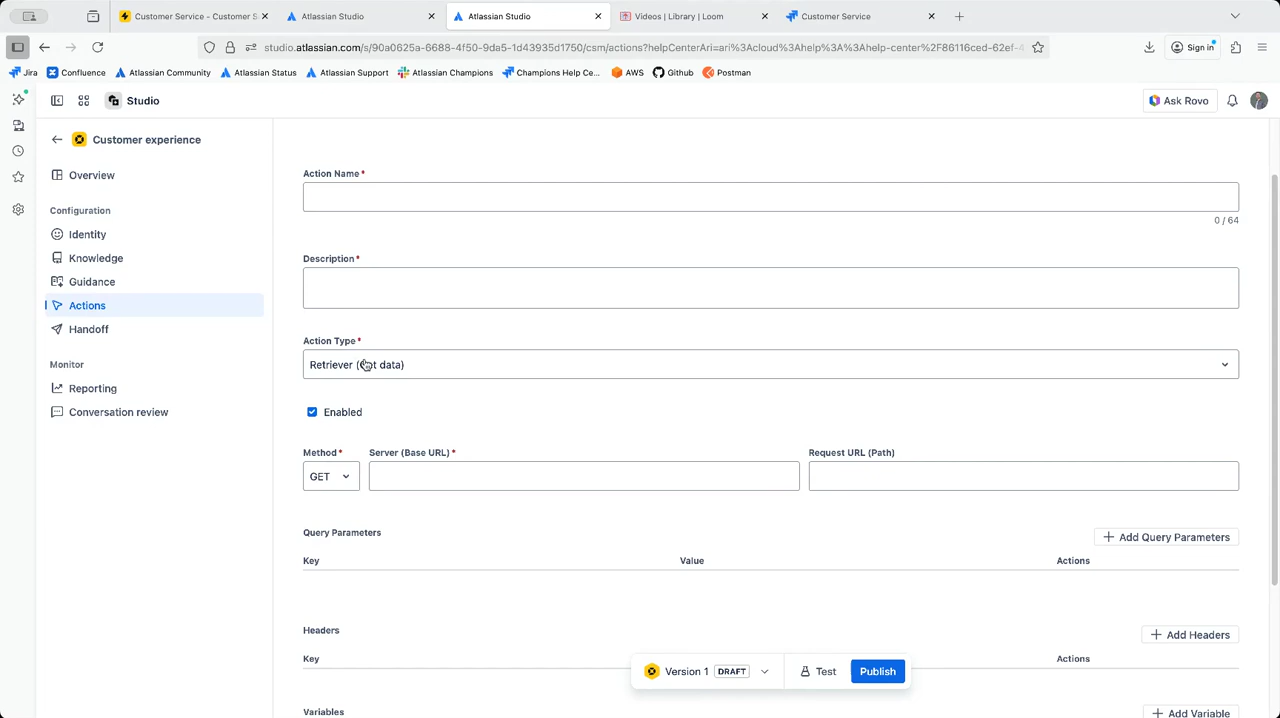 Customer Service - Customer S
Atlassian Studio
Atlassian Studio
Videos | Library | Loom
Customer Service
studio.atlassian.com/s/90a0625a-6688-4f50-9da5-1d43935d1750/csm/actions?helpCenterAri=ari%3Acloud%3Ahelp%3A%3Ahelp-center%2F86116ced-62ef-4
Sign in
Jira
Confluence
Atlassian Community
Atlassian Status
Atlassian Support
Atlassian Champions
Champions Help Ce...
AWS
Github
Postman
Studio
Ask Rovo
Customer experience
Overview
Configuration
Identity
Knowledge
Guidance
Actions
Handoff
Monitor
Reporting
Conversation review
Action Name*
0 / 64
Description*
Action Type*
Retriever (Get data)
Enabled
Method* Server (Base URL)* Request URL (Path)
GET
Query Parameters
Add Query Parameters
Key Value Actions
Headers
Add Headers
Key Actions
Version 1 DRAFT
Test
Publish
Variables
Add Variable